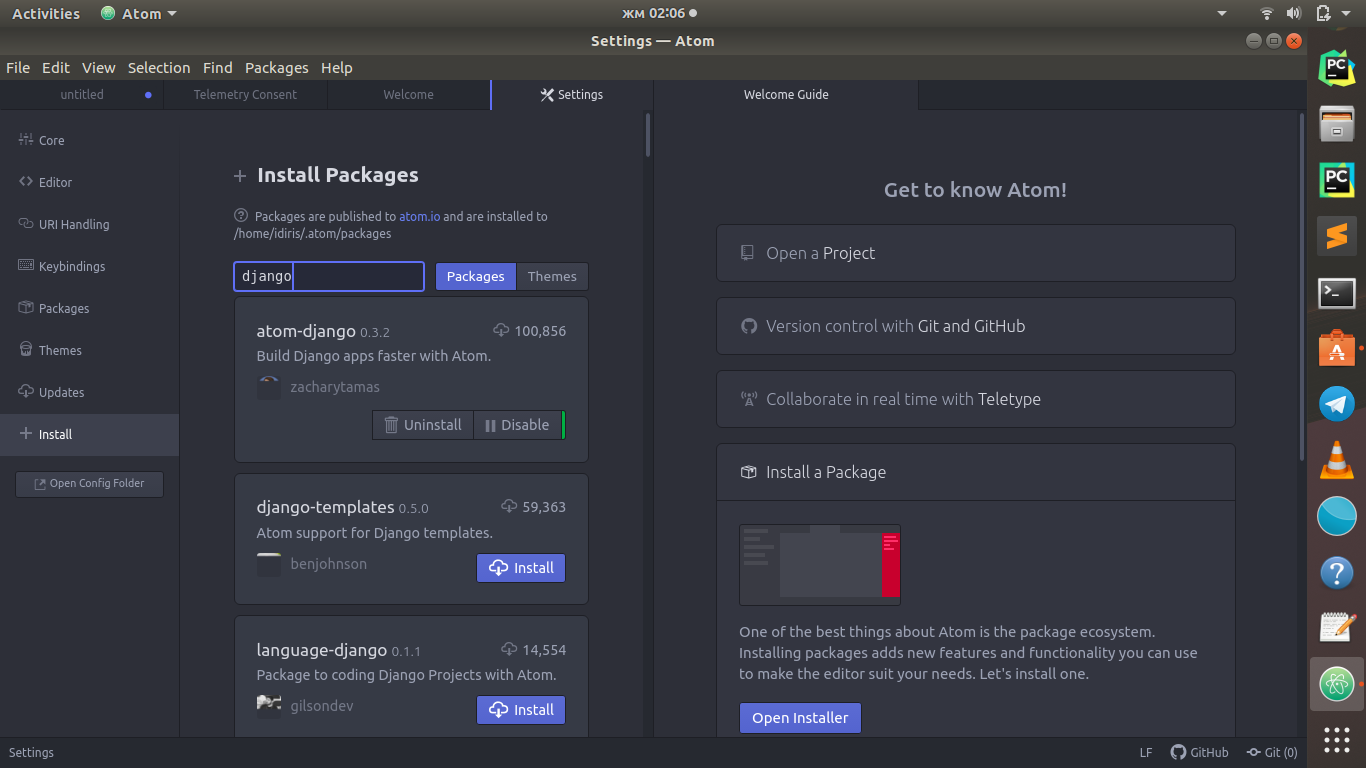 Activities Atom жм 02:06
Settings — Atom
File Edit View Selection Find Packages Help
untitled Telemetry Consent Welcome Settings Welcome Guide
Core
Editor
URI Handling
Keybindings
Packages
Themes
Updates
Install
Open Config Folder
Install Packages
Packages are published to atom.io and are installed to
/home/idiris/.atom/packages
django Packages Themes
atom-django 0.3.2 100,856
Build Django apps faster with Atom.
zacharytamas
Uninstall Disable
django-templates 0.5.0 59,363
Atom support for Django templates.
benjohnson Install
language-django 0.1.1 14,554
Package to coding Django Projects with Atom.
gilsondev Install
Get to know Atom!
Open a Project
Version control with Git and GitHub
Collaborate in real time with Teletype
Install a Package
One of the best things about Atom is the package ecosystem.
Installing packages adds new features and functionality you can use
to make the editor suit your needs. Let's install one.
Open Installer
PC
PC
Settings LF GitHub Git (0)